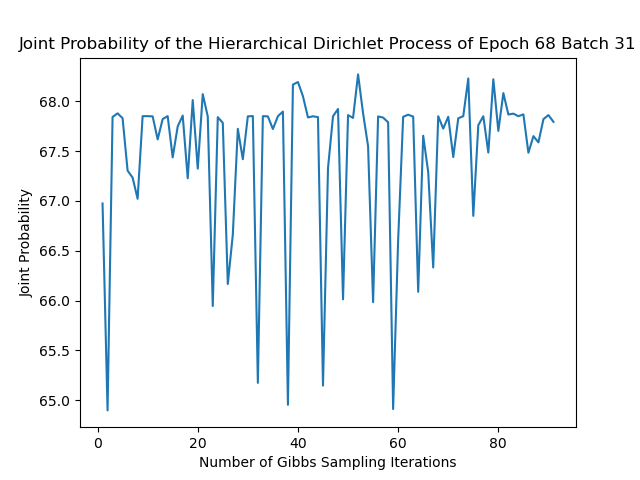 Joint Probability of the Hierarchical Dirichlet Process of Epoch 68 Batch 31
Joint Probability
68.0
67.5
67.0
66.5
66.0
65.5
65.0
0 20 40 60 80
Number of Gibbs Sampling Iterations